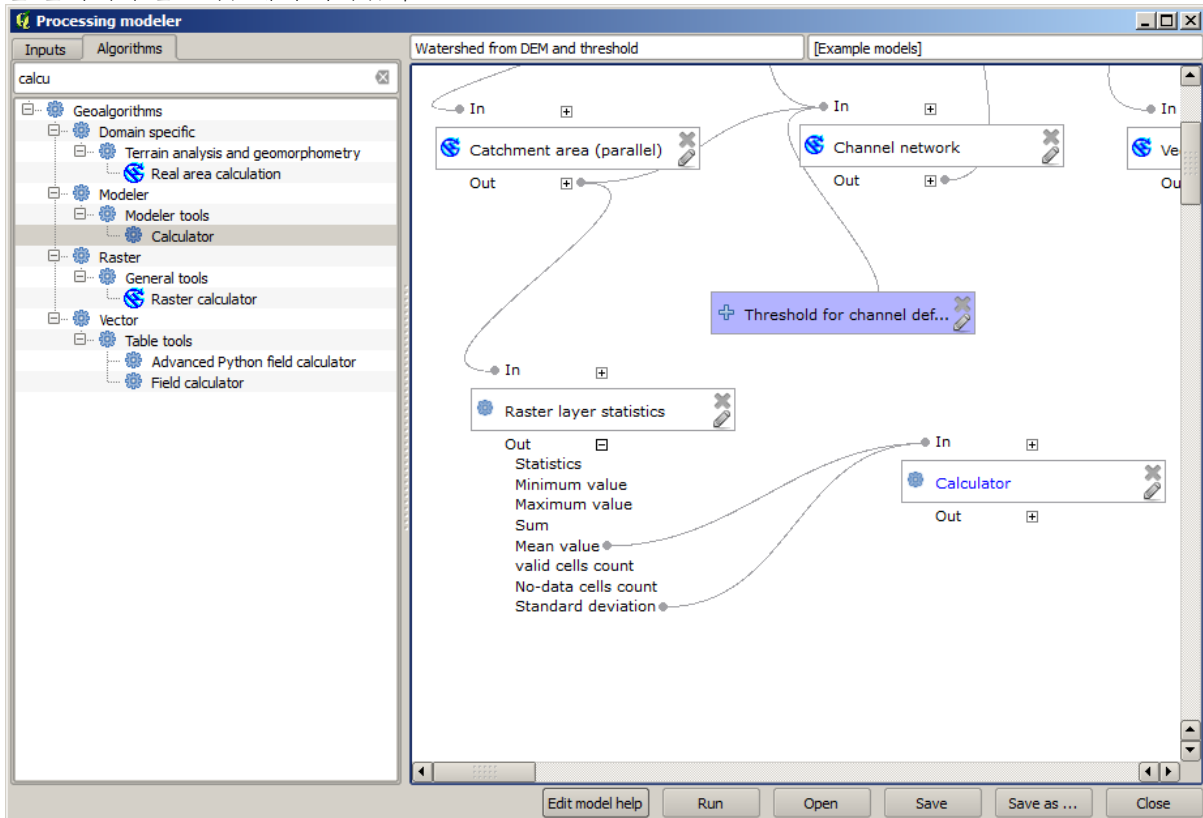 Processing modeler
Inputs
Algorithms
Watershed from DEM and threshold
[Example models]
calcu
Geoalgorithms
Domain specific
Terrain analysis and geomorphometry
Real area calculation
Modeler
Modeler tools
Calculator
Raster
General tools
Raster calculator
Vector
Table tools
Advanced Python field calculator
Field calculator
In
Catchment area (parallel)
Out
In
Channel network
Out
In
Ve
Ou
Threshold for channel def...
In
Raster layer statistics
Out
Statistics
Minimum value
Maximum value
Sum
Mean value
valid cells count
No-data cells count
Standard deviation
In
Calculator
Out
Edit model help
Run
Open
Save
Save as ...
Close